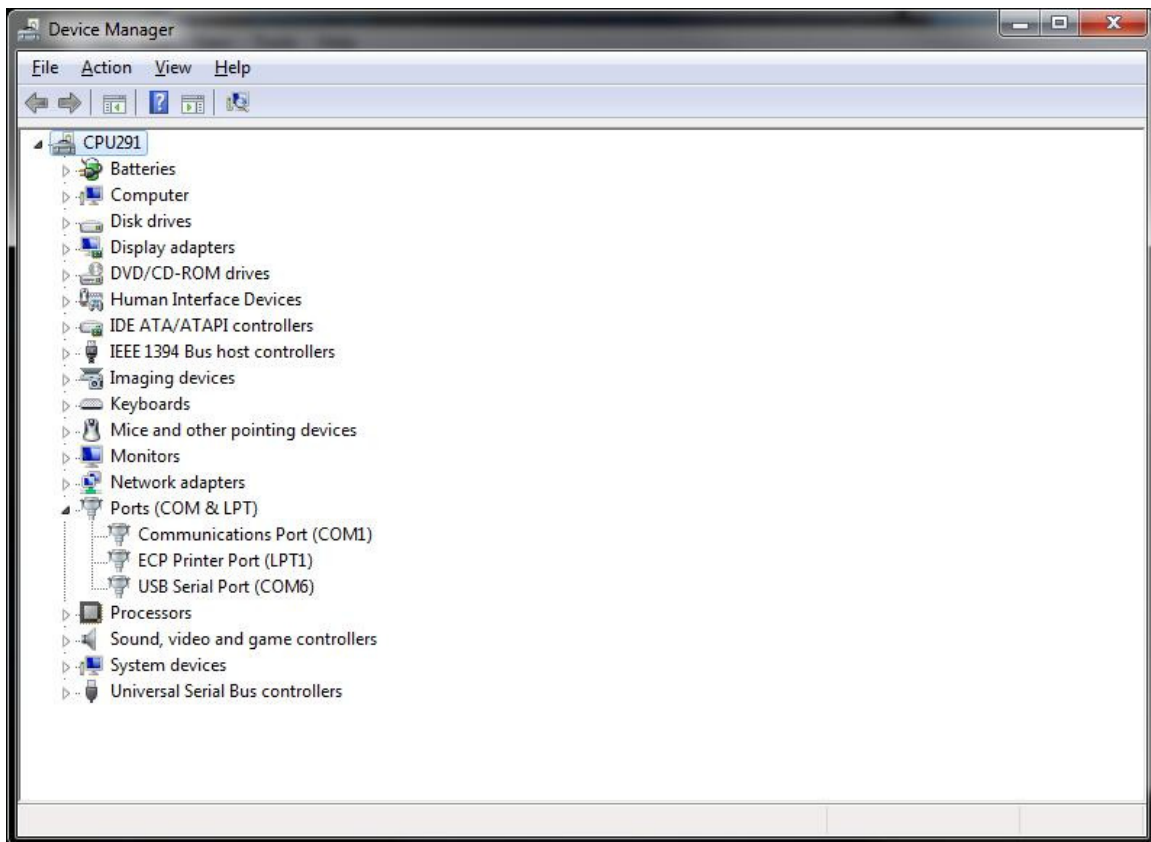 Device Manager
File Action View Help
CPU291
Batteries
Computer
Disk drives
Display adapters
DVD/CD-ROM drives
Human Interface Devices
IDE ATA/ATAPI controllers
IEEE 1394 Bus host controllers
Imaging devices
Keyboards
Mice and other pointing devices
Monitors
Network adapters
Ports (COM & LPT)
Communications Port (COM1)
ECP Printer Port (LPT1)
USB Serial Port (COM6)
Processors
Sound, video and game controllers
System devices
Universal Serial Bus controllers